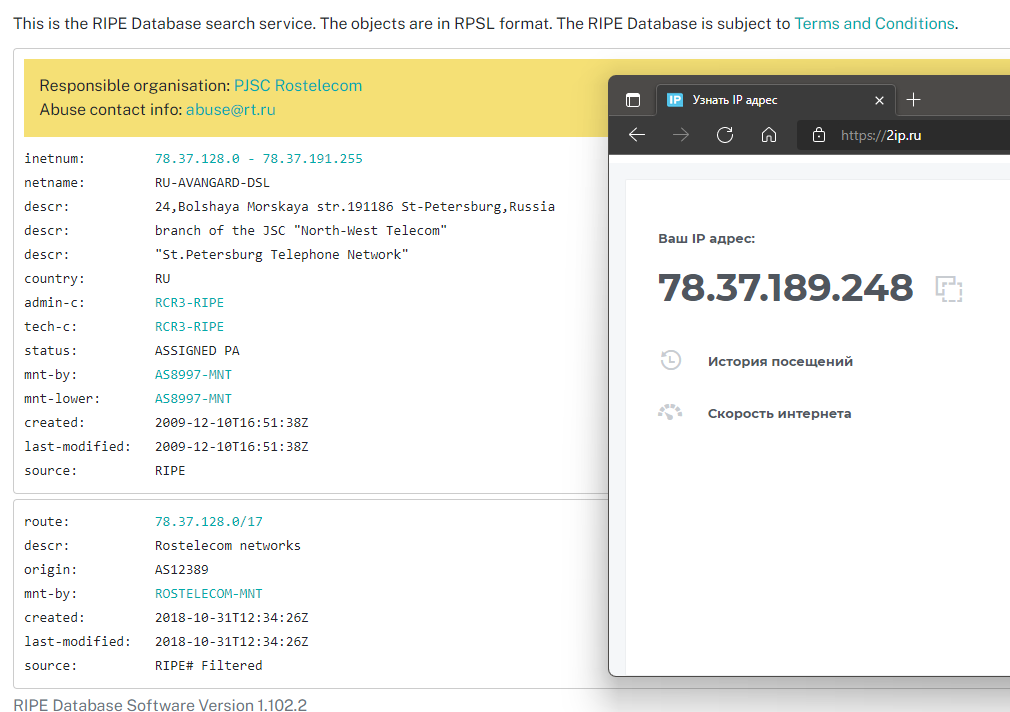 This is the RIPE Database search service. The objects are in RPSL format. The RIPE Database is subject to Terms and Conditions.
Responsible organisation: PJSC Rostelecom
Abuse contact info: abuse@rt.ru
inetnum: 78.37.128.0 - 78.37.191.255
netname: RU-AVANGARD-DSL
descr: 24,Bolshaya Morskaya str.191186 St-Petersburg,Russia
descr: branch of the JSC "North-West Telecom"
descr: "St.Petersburg Telephone Network"
country: RU
admin-c: RCR3-RIPE
tech-c: RCR3-RIPE
status: ASSIGNED PA
mnt-by: AS8997-MNT
mnt-lower: AS8997-MNT
created: 2009-12-10T16:51:38Z
last-modified: 2009-12-10T16:51:38Z
source: RIPE
route: 78.37.128.0/17
descr: Rostelecom networks
origin: AS12389
mnt-by: ROSTELECOM-MNT
created: 2018-10-31T12:34:26Z
last-modified: 2018-10-31T12:34:26Z
source: RIPE# Filtered
RIPE Database Software Version 1.102.2
IP Узнать IP адрес
https://2ip.ru
Ваш IP адрес:
78.37.189.248
История посещений
Скорость интернета